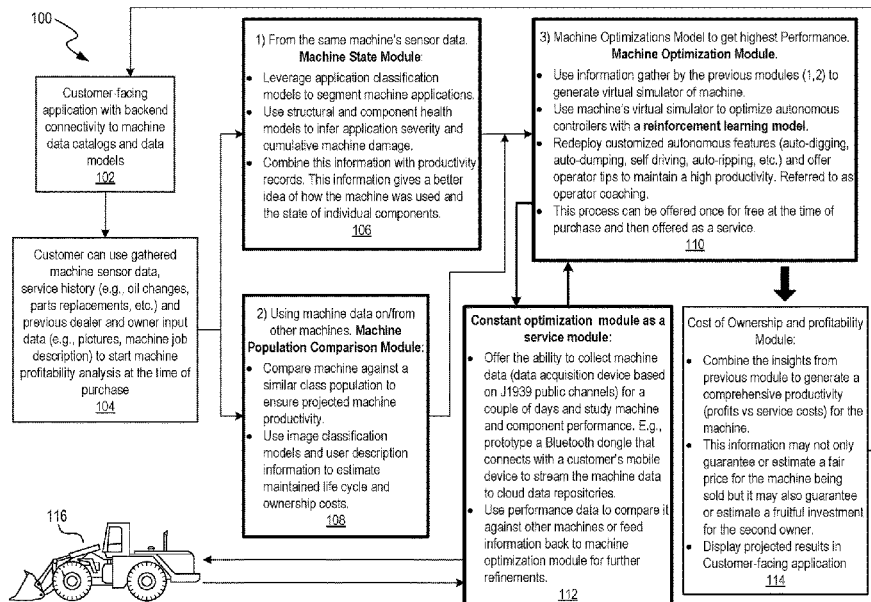 100
Customer-facing
application with backend
connectivity to machine
data catalogs and data
models
102
Customer can use gathered
machine sensor data,
service history (e.g., oil changes,
parts replacements, etc.) and
previous dealer and owner input
data (e.g., pictures, machine job
description) to start machine
profitability analysis at the time of
purchase
104
1) From the same machine's sensor data.
Machine State Module:
• Leverage application classification
models to segment machine applications.
• Use structural and component health
models to infer application severity and
cumulative machine damage.
• Combine this information with productivity
records. This information gives a better
idea of how the machine was used and
the state of individual components.
106
2) Using machine data on/from
other machines. Machine
Population Comparison Module:
• Compare machine against a
similar class population to
ensure projected machine
productivity.
• Use image classification
models and user description
information to estimate
maintained life cycle and
ownership costs.
108
3) Machine Optimizations Model to get highest Performance.
Machine Optimization Module.
• Use information gather by the previous modules (1,2) to
generate virtual simulator of machine.
• Use machine's virtual simulator to optimize autonomous
controllers with a reinforcement learning model.
• Redeploy customized autonomous features (auto-digging,
auto-dumping, self driving, auto-ripping, etc.) and offer
operator tips to maintain a high productivity. Referred to as
operator coaching.
• This process can be offered once for free at the time of
purchase and then offered as a service.
110
Constant optimization module as a
service module:
• Offer the ability to collect machine
data (data acquisition device based
on J1939 public channels) for a
couple of days and study machine
and component performance. E.g.,
prototype a Bluetooth dongle that
connects with a customer's mobile
device to stream the machine data
to cloud data repositories.
• Use performance data to compare it
against other machines or feed
information back to machine
optimization module for further
refinements.
112
Cost of Ownership and profitability
Module:
• Combine the insights from
previous module to generate a
comprehensive productivity
(profits vs service costs) for the
machine.
• This information may not only
guarantee or estimate a fair
price for the machine being
sold but it may also guarantee
or estimate a fruitful investment
for the second owner.
• Display projected results in
Customer-facing application
114
116